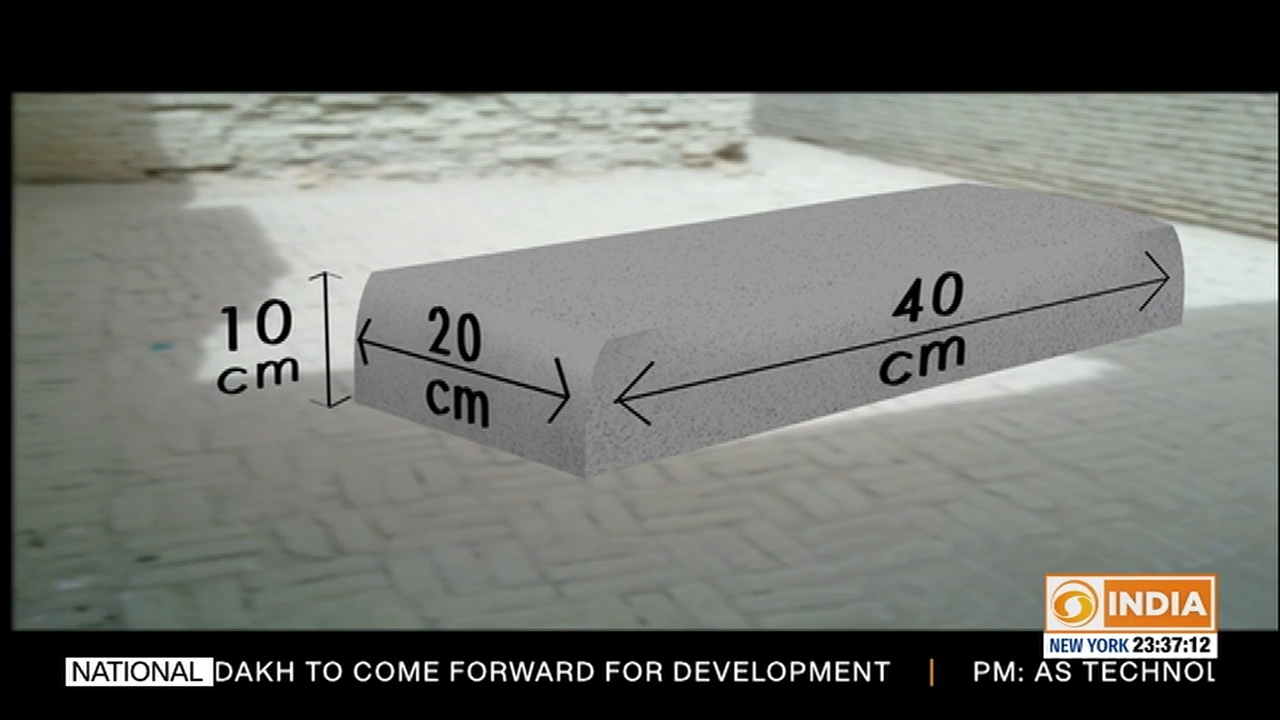 10
cm
20
cm
40
cm
INDIA
NEW YORK 23:37:12
NATIONAL DAKH TO COME FORWARD FOR DEVELOPMENT | PM: AS TECHNOL